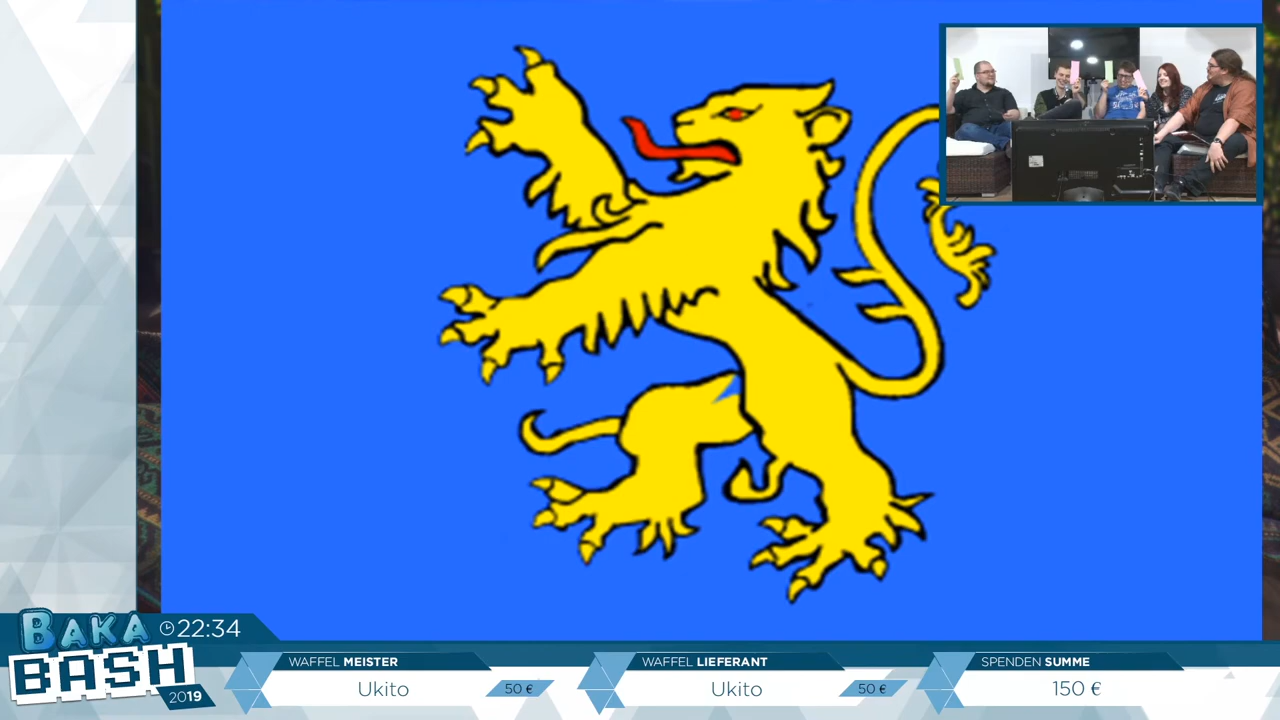 BAKA
BASH
2019
22:34
WAFFEL MEISTER
Ukito
50 €
WAFFEL LIEFERANT
Ukito
50 €
SPENDEN SUMME
150 €